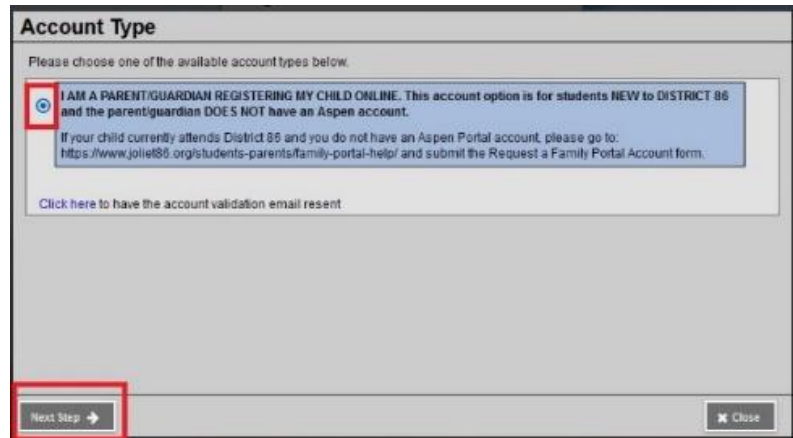 Account Type
Please choose one of the available account types below.
I AM A PARENT/GUARDIAN REGISTERING MY CHILD ONLINE. This account option is for students NEW to DISTRICT 86
and the parent/guardian DOES NOT have an Aspen account.
If your child currently attends District 86 and you do not have an Aspen Portal account, please go to:
https://www.joliet86.org/students-parents/family-portal-help/ and submit the Request a Family Portal Account form.
Click here to have the account validation email resent
Next Step
Close